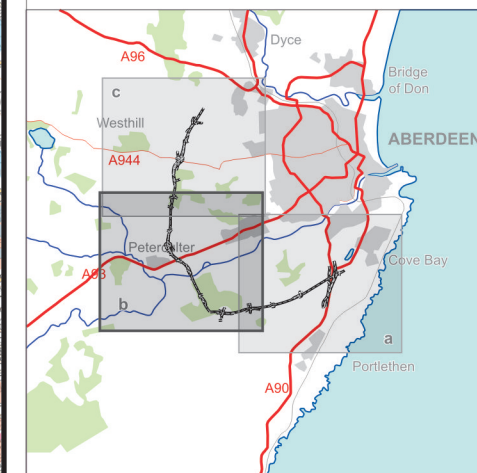 Dyce
A96
Bridge
of Don
c
Westhill
ABERDEEN
A944
Peterculter
Cove Bay
A93
b
a
Portlethen
A90